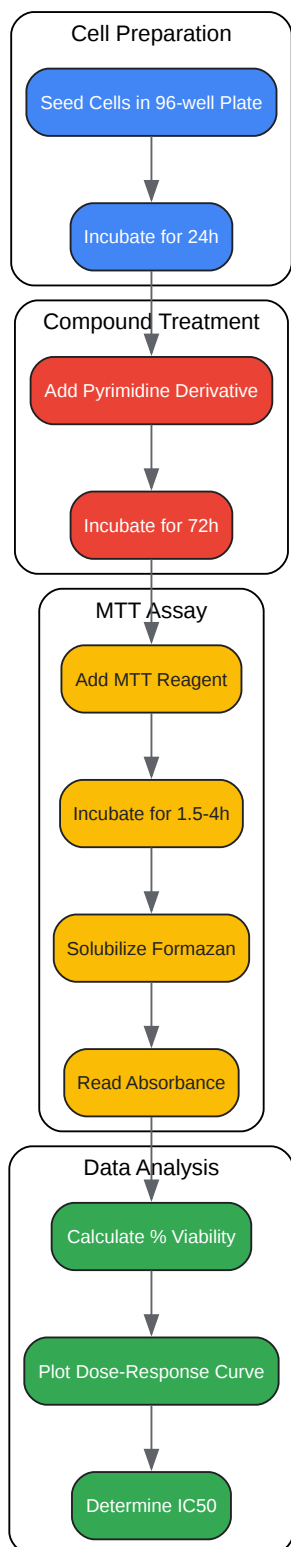 Cell Preparation
Seed Cells in 96-well Plate
Incubate for 24h
Compound Treatment
Add Pyrimidine Derivative
Incubate for 72h
MTT Assay
Add MTT Reagent
Incubate for 1.5-4h
Solubilize Formazan
Read Absorbance
Data Analysis
Calculate % Viability
Plot Dose-Response Curve
Determine IC50